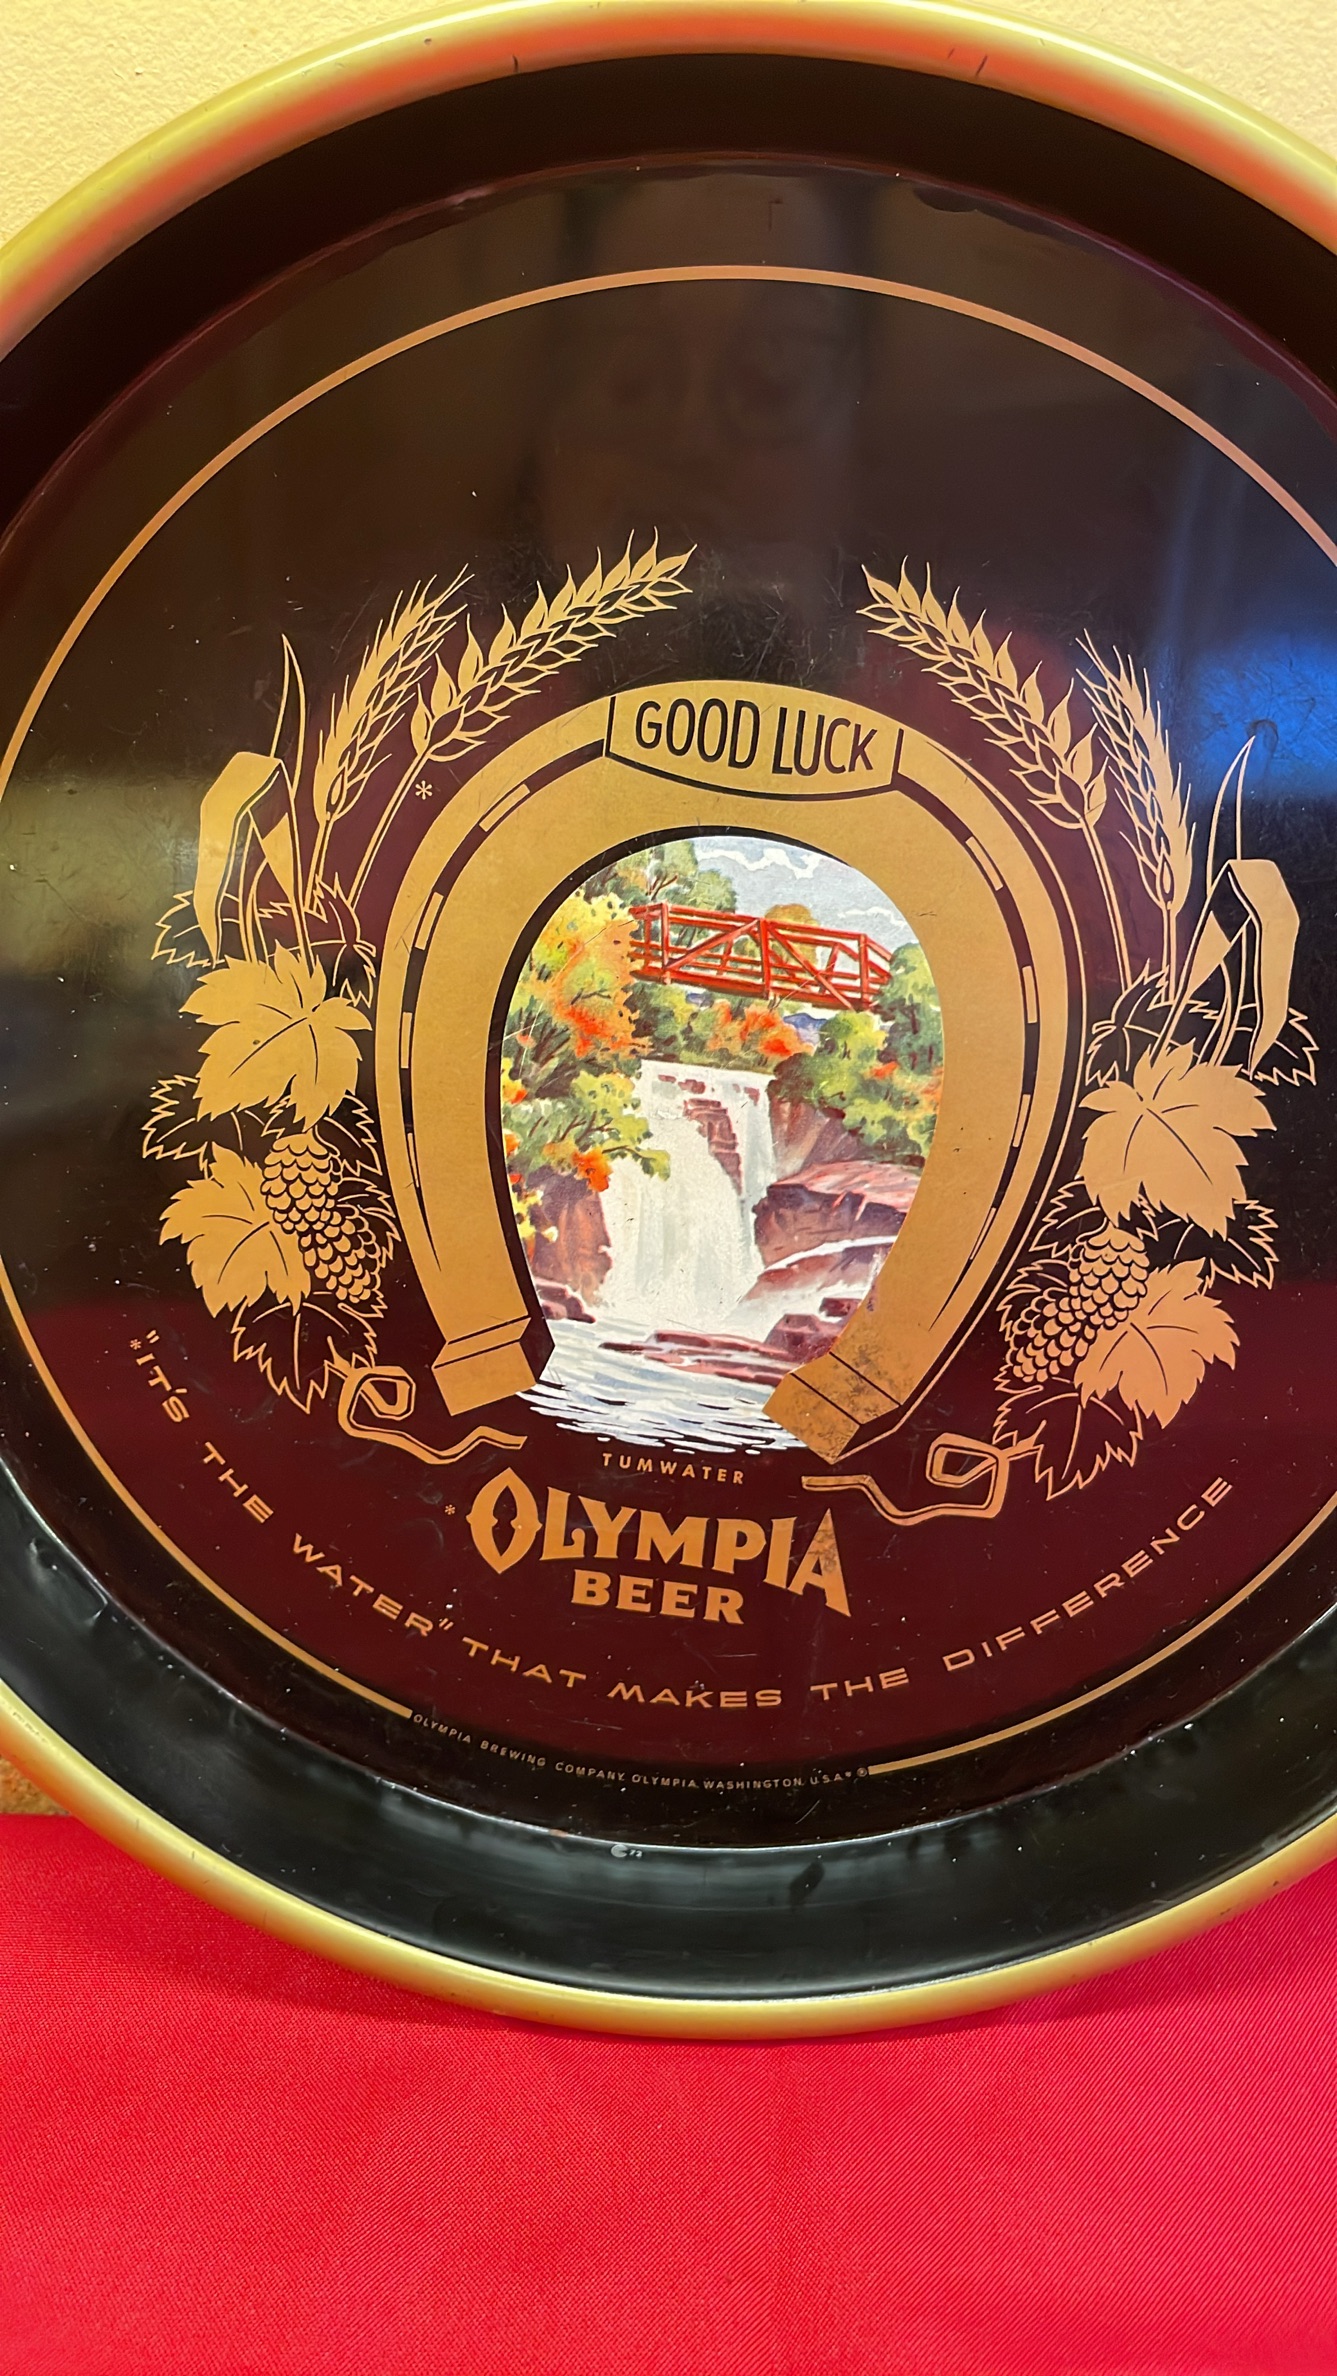 GOOD LUCK
TUMWATER
*OLYMPIA
BEER
*"IT'S THE WATER" THAT MAKES THE DIFFERENCE
OLYMPIA BREWING COMPANY, OLYMPIA, WASHINGTON, U.S.A. *®